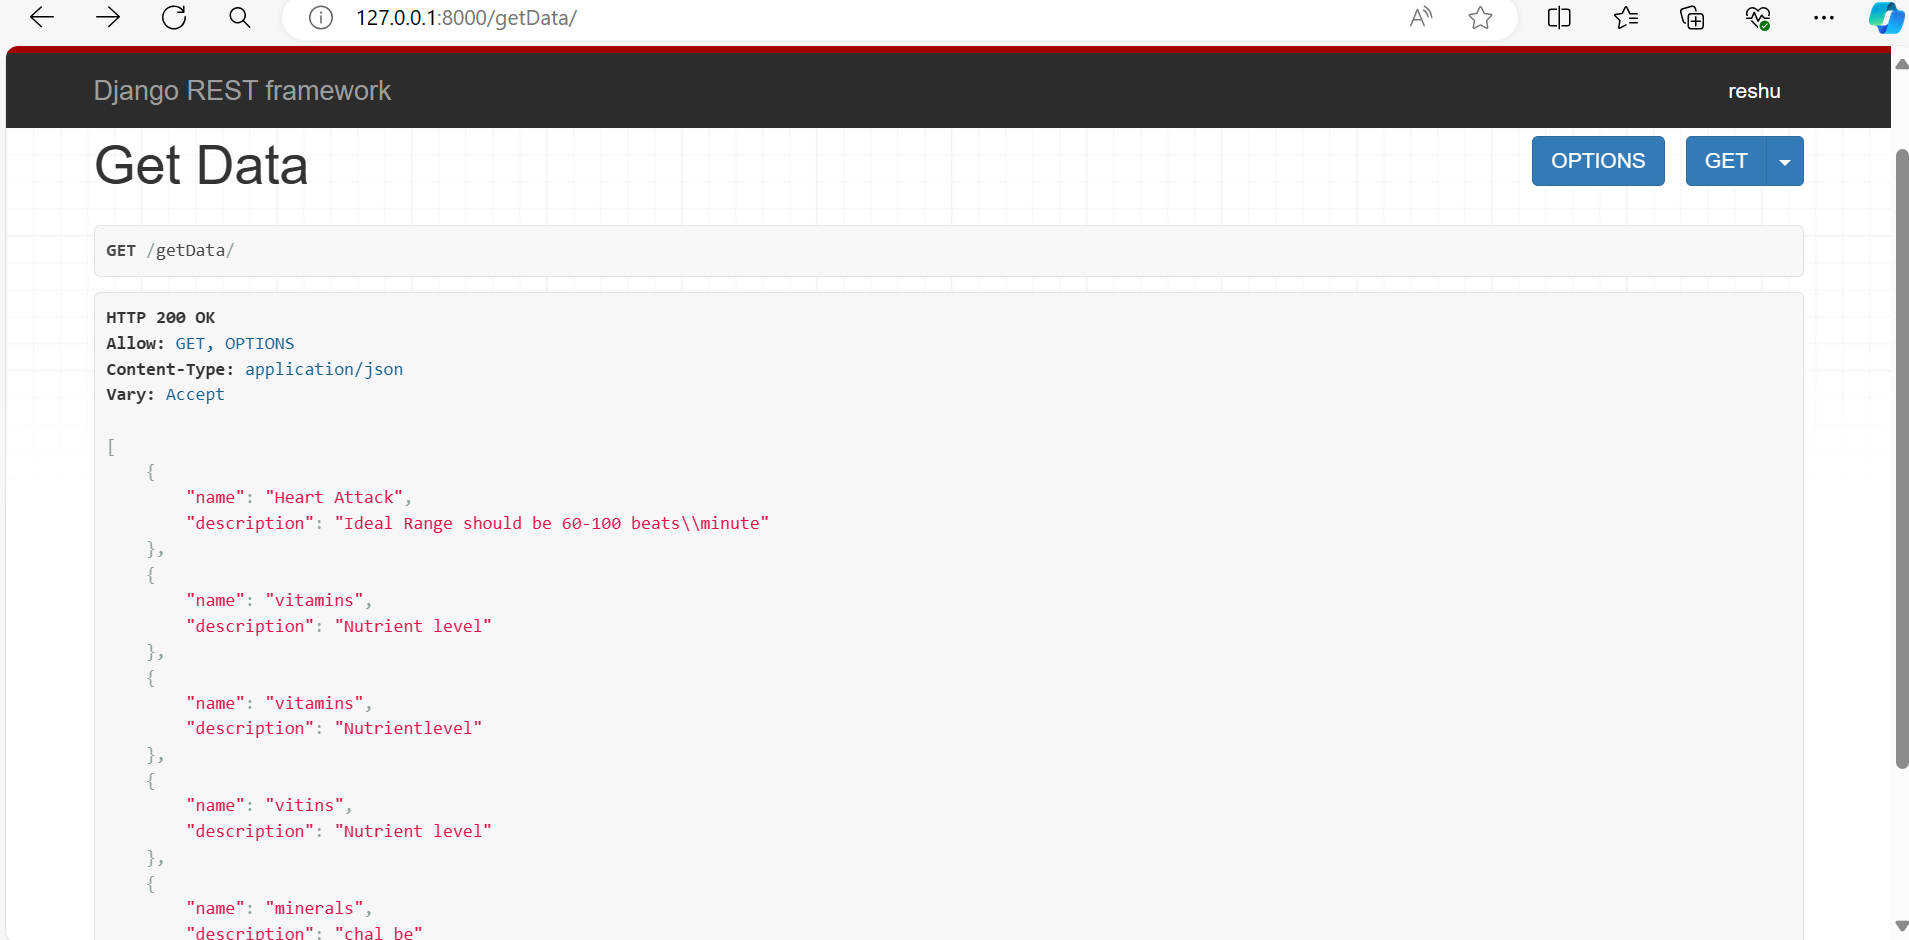 127.0.0.1:8000/getData/
Django REST framework
reshu
Get Data
OPTIONS
GET
GET /getData/
HTTP 200 OK
Allow: GET, OPTIONS
Content-Type: application/json
Vary: Accept
[
{
"name": "Heart Attack",
"description": "Ideal Range should be 60-100 beats\\minute"
},
{
"name": "vitamins",
"description": "Nutrient level"
},
{
"name": "vitamins",
"description": "Nutrientlevel"
},
{
"name": "vitins",
"description": "Nutrient level"
},
{
"name": "minerals",
"description": "chal be"